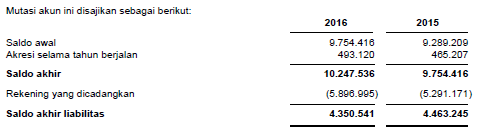 Mutasi akun ini disajikan sebagai berikut:
2016 2015
Saldo awal 9.754.416 9.289.209
Akresi selama tahun berjalan 493.120 465.207
Saldo akhir 10.247.536 9.754.416
Rekening yang dicadangkan (5.896.995) (5.291.171)
Saldo akhir liabilitas 4.350.541 4.463.245